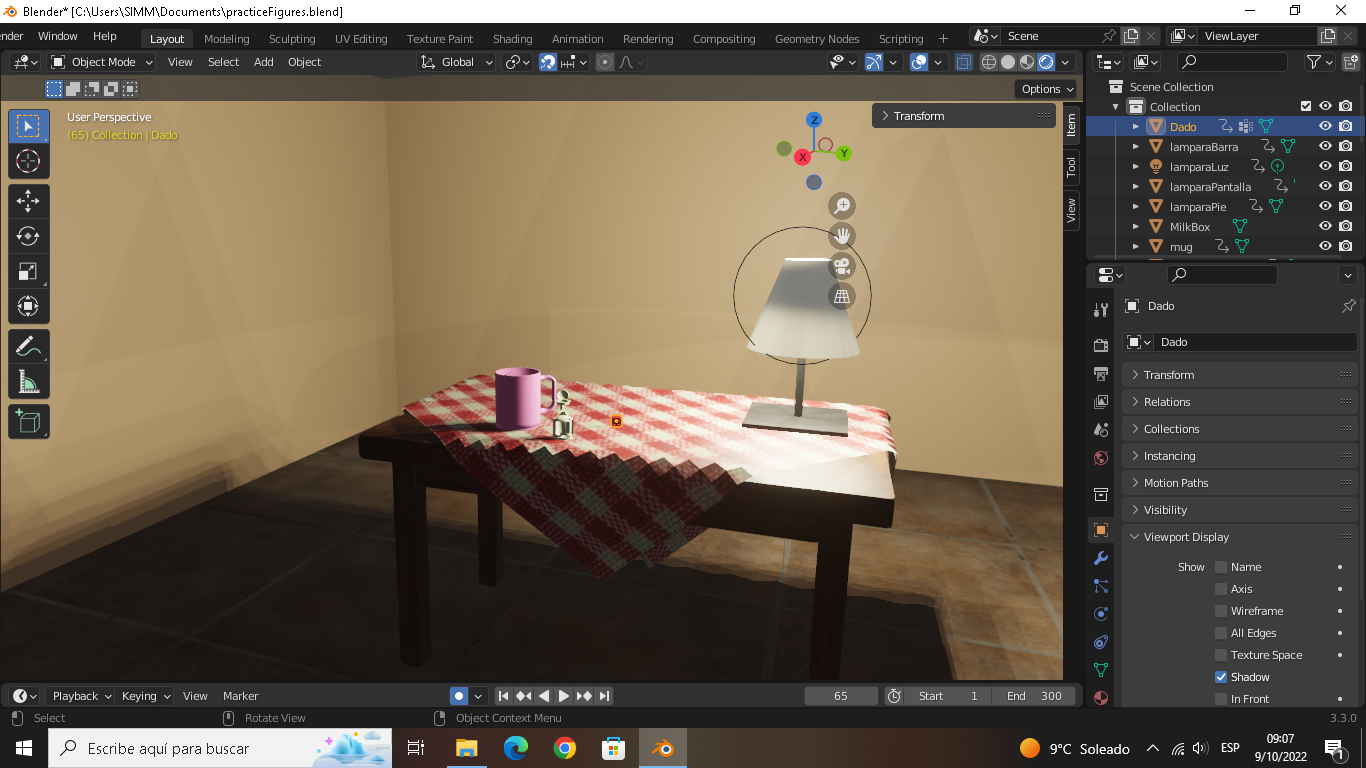 Blender* [C:\Users\SIMM\Documents\practiceFigures.blend]
nder Window Help Layout Modeling Sculpting UV Editing Texture Paint Shading Animation Rendering Compositing Geometry Nodes Scripting + Scene ViewLayer
Object Mode View Select Add Object Global
Options
User Perspective
(65) Collection | Dado
Transform
Item
Tool
View
Z
X
Y
Scene Collection
Collection
Dado
lamparaBarra
lamparaLuz
lamparaPantalla
lamparaPie
MilkBox
mug
Dado
Dado
Transform
Relations
Collections
Instancing
Motion Paths
Visibility
Viewport Display
Show Name
Axis
Wireframe
All Edges
Texture Space
Shadow
In Front
Playback Keying View Marker 65 Start 1 End 300
Select Rotate View Object Context Menu 3.3.0
Escribe aquí para buscar
9°C Soleado ESP 09:07
9/10/2022
1